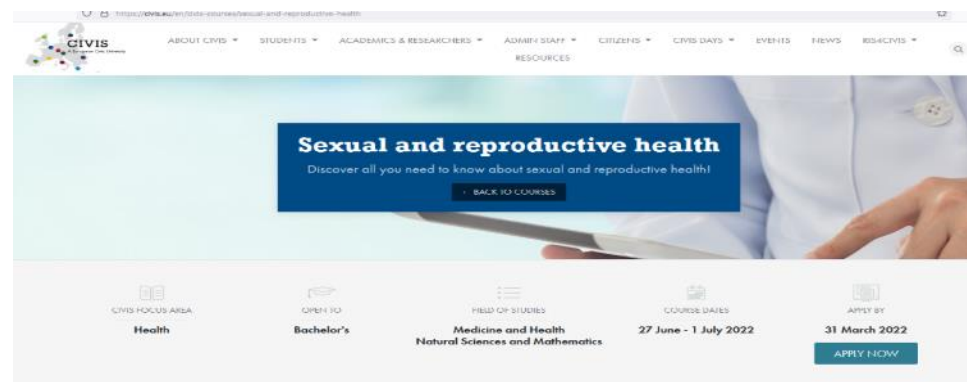 https://civis.eu/en/civis-courses/sexual-and-reproductive-health
CIVIS
A European Civic University
ABOUT CIVIS STUDENTS ACADEMICS & RESEARCHERS ADMIN STAFF CITIZENS CIVIS DAYS EVENTS NEWS RIS4CIVIS
RESOURCES
Sexual and reproductive health
Discover all you need to know about sexual and reproductive health!
‹ BACK TO COURSES
CIVIS FOCUS AREA OPEN TO FIELD OF STUDIES COURSE DATES APPLY BY
Health Bachelor's Medicine and Health 27 June - 1 July 2022 31 March 2022
Natural Sciences and Mathematics
APPLY NOW